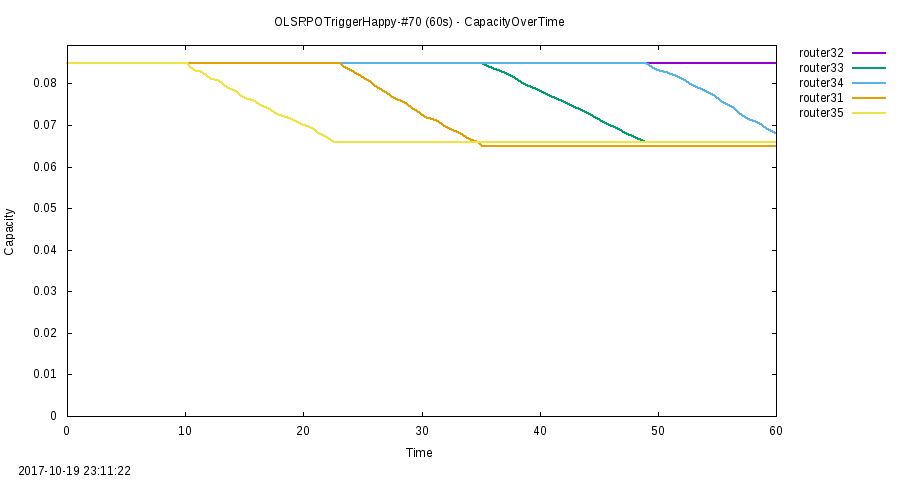 OLSRPOTriggerHappy-#70 (60s) - CapacityOverTime
router32
router33
router34
router31
router35
0.08
0.07
0.06
0.05
0.04
0.03
0.02
0.01
0
Capacity
0 10 20 30 40 50 60
Time
2017-10-19 23:11:22